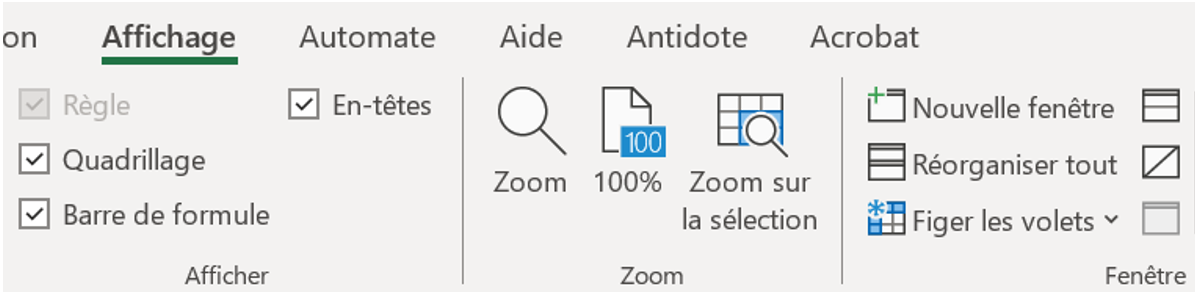 on Affichage Automate Aide Antidote Acrobat
Règle
En-têtes
Quadrillage
Barre de formule
Afficher
Zoom
100
100%
Zoom sur
la sélection
Zoom
Nouvelle fenêtre
Réorganiser tout
Figer les volets
Fenêtre